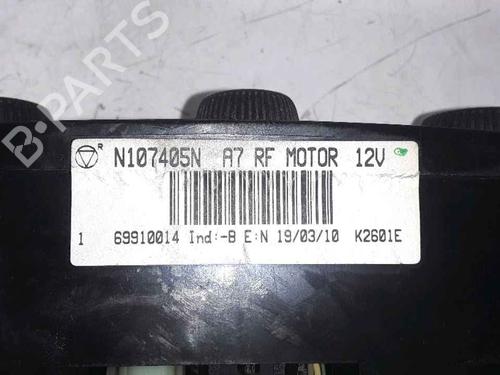 R N107405N A7 RF MOTOR 12V
1 69910014 Ind:-B E:N 19/03/10 K2601E
B-PARTS